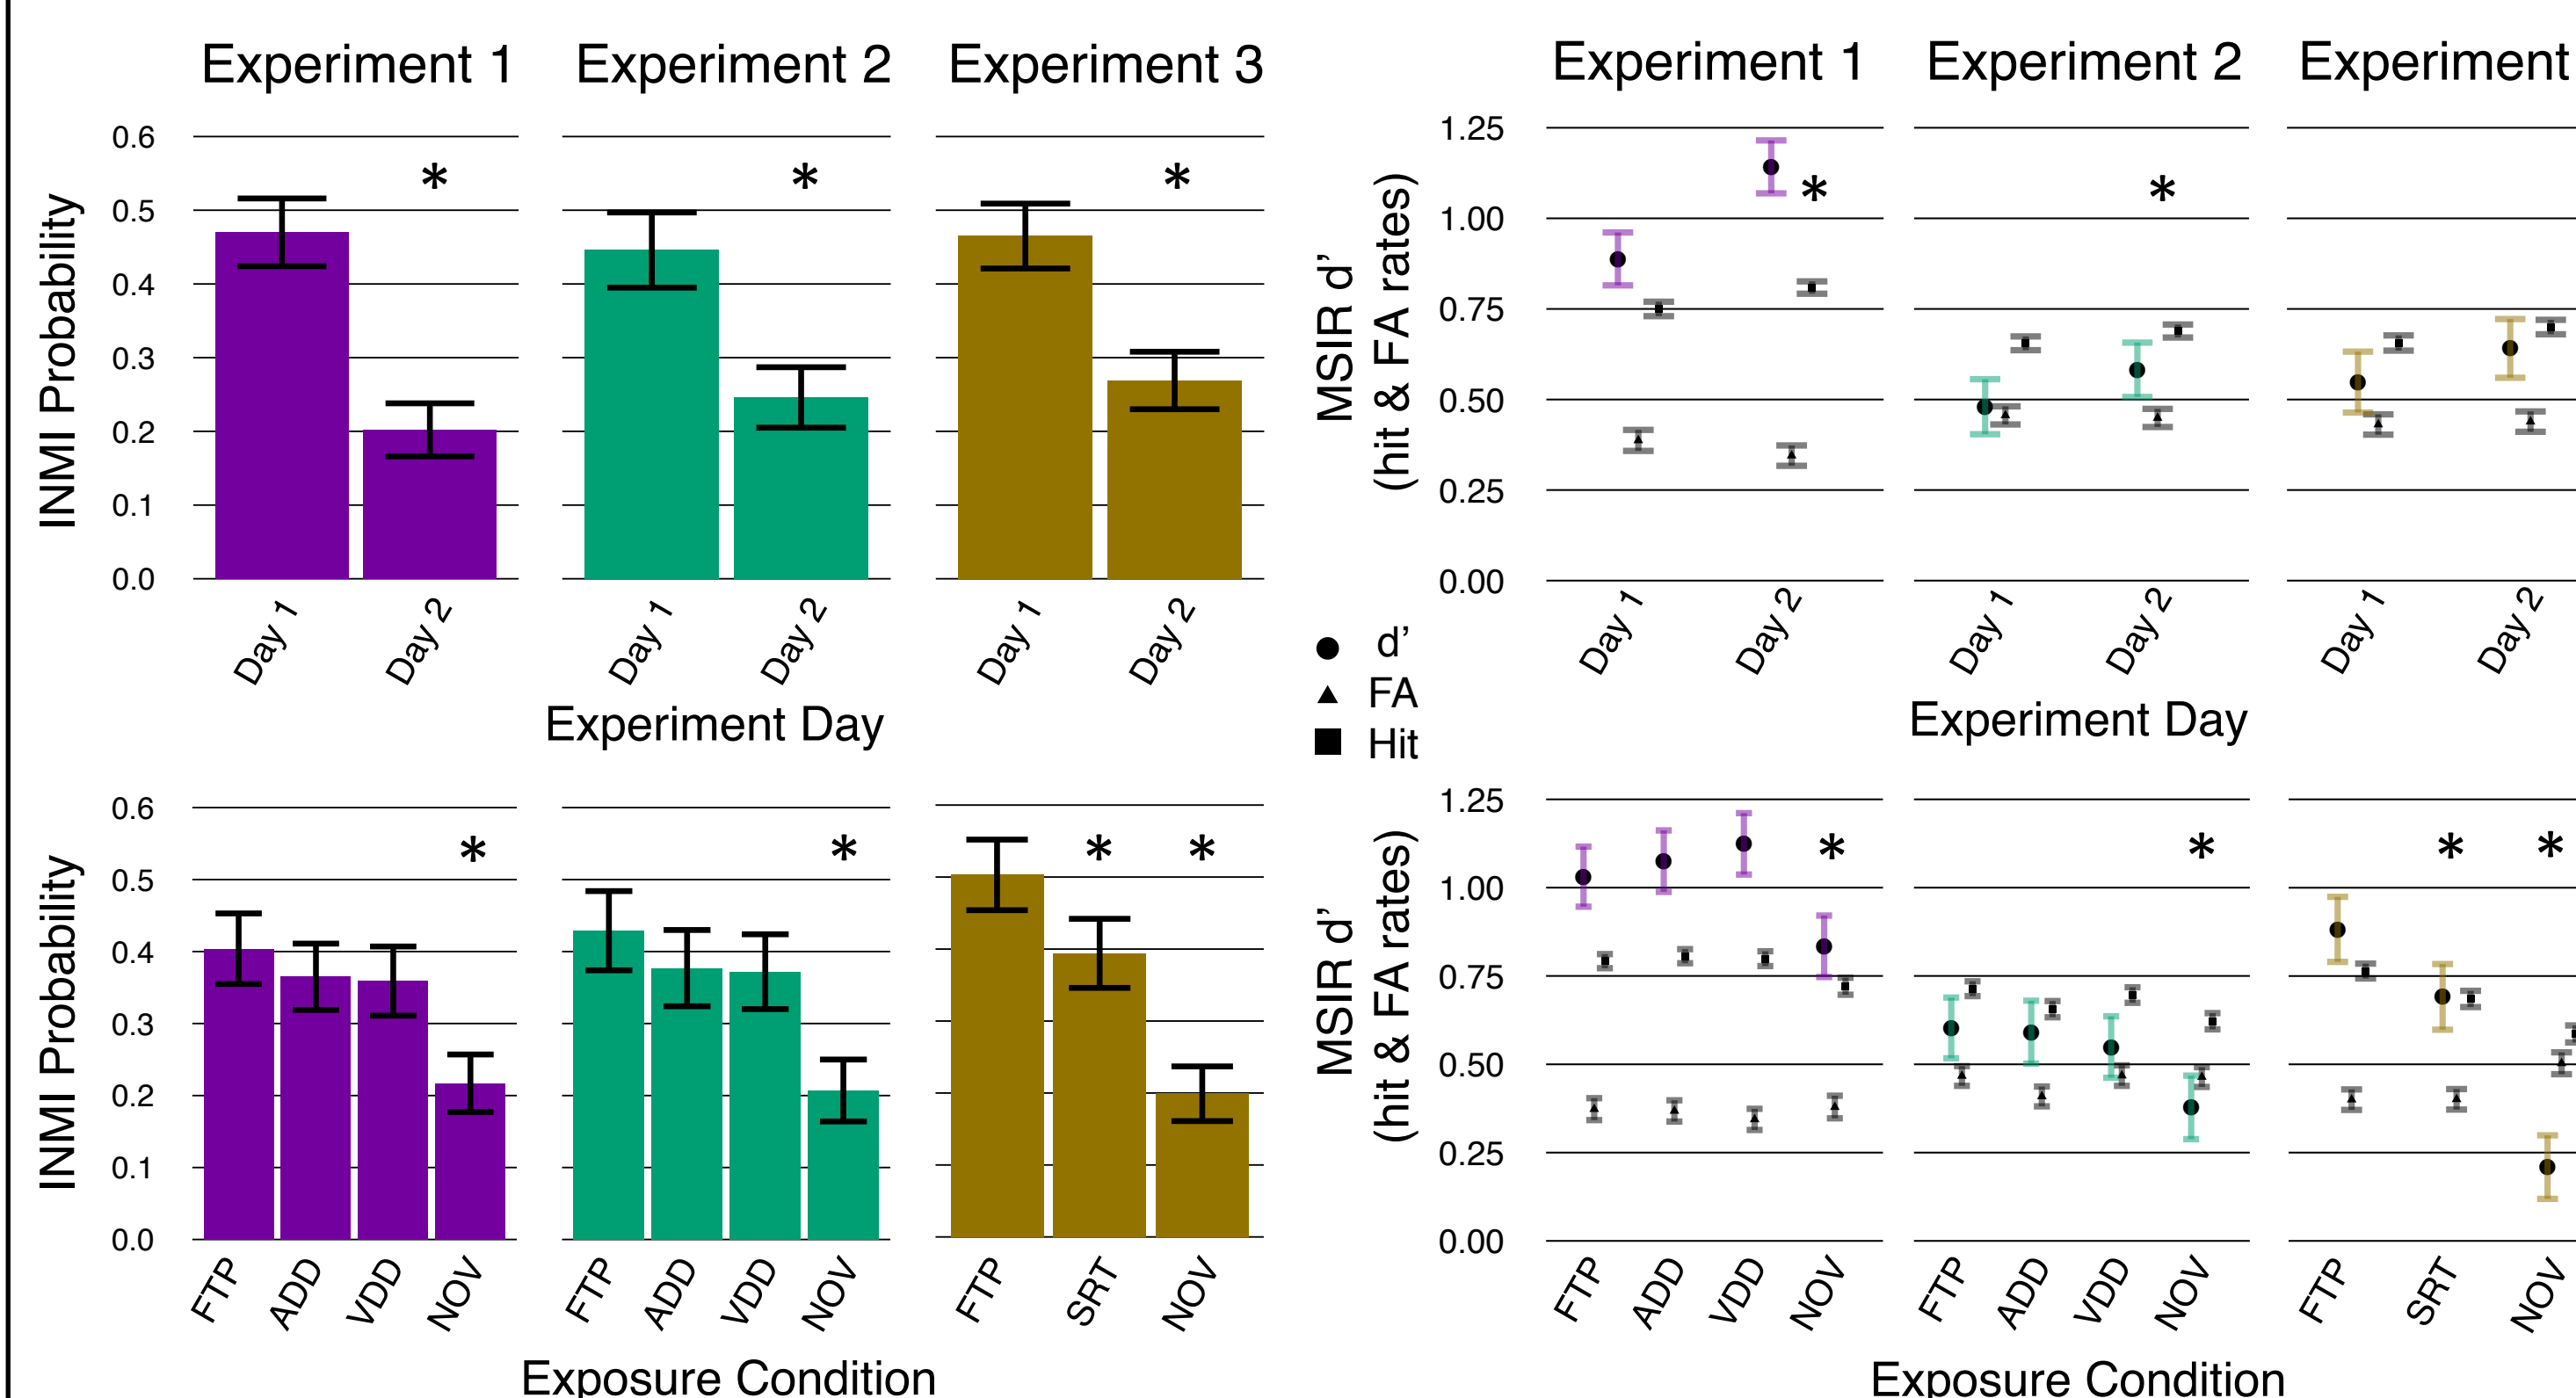 Experiment 1
Experiment 2
Experiment 3
INMI Probability
0.6
0.5
0.4
0.3
0.2
0.1
0.0
*
*
*
Day 1
Day 2
Day 1
Day 2
Day 1
Day 2
Experiment Day
INMI Probability
0.6
0.5
0.4
0.3
0.2
0.1
0.0
*
*
* *
FTP
ADD
VDD
NOV
FTP
ADD
VDD
NOV
FTP
SRT
NOV
Exposure Condition
Experiment 1
Experiment 2
Experiment
MSIR d’
(hit & FA rates)
1.25
1.00
0.75
0.50
0.25
0.00
*
*
Day 1
Day 2
Day 1
Day 2
Day 1
Day 2
Experiment Day
d’
FA
Hit
MSIR d’
(hit & FA rates)
1.25
1.00
0.75
0.50
0.25
0.00
*
*
* *
FTP
ADD
VDD
NOV
FTP
ADD
VDD
NOV
FTP
SRT
NOV
Exposure Condition